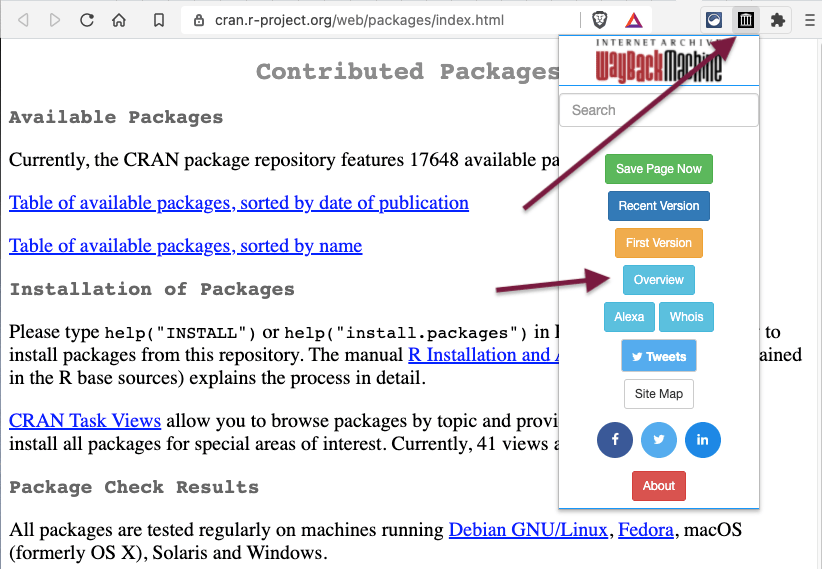 cran.r-project.org/web/packages/index.html
INTERNET ARCHIVE
WayBackMachine
Search
Save Page Now
Recent Version
First Version
Overview
Alexa Whois
Tweets
Site Map
f in
About
Contributed Packages
Available Packages
Currently, the CRAN package repository features 17648 available pa
Table of available packages, sorted by date of publication
Table of available packages, sorted by name
Installation of Packages
Please type help("INSTALL") or help("install.packages") in to
install packages from this repository. The manual R Installation and A ained
in the R base sources) explains the process in detail.
CRAN Task Views allow you to browse packages by topic and provi
install all packages for special areas of interest. Currently, 41 views a
Package Check Results
All packages are tested regularly on machines running Debian GNU/Linux, Fedora, macOS
(formerly OS X), Solaris and Windows.